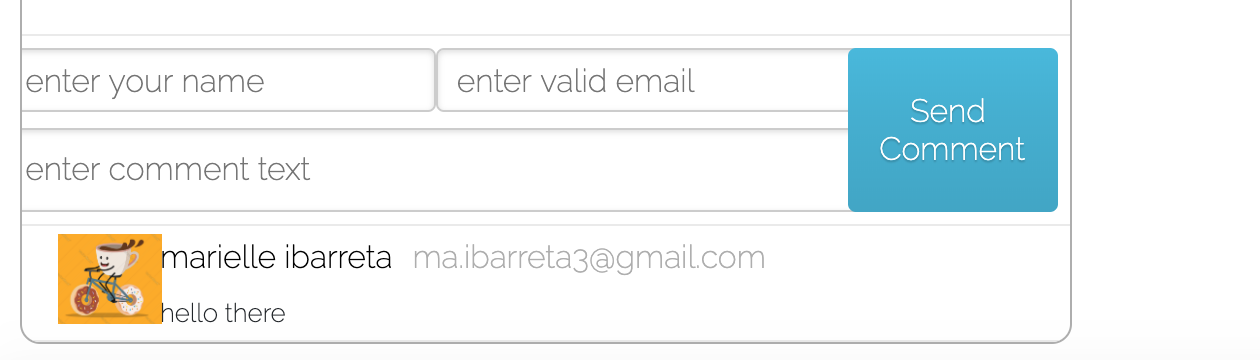 enter your name enter valid email
Send
Comment
enter comment text
marielle ibarreta ma.ibarreta3@gmail.com
hello there